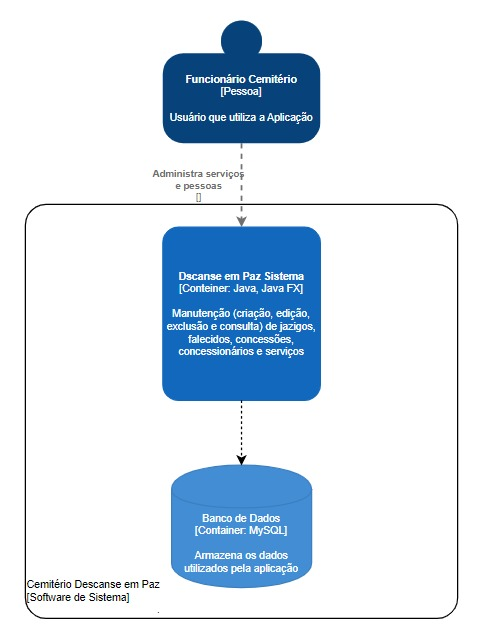 Funcionário Cemitério
[Pessoa]
Usuário que utiliza a Aplicação
Administra serviços
e pessoas
[]
Dscanse em Paz Sistema
[Conteiner: Java, Java FX]
Manutenção (criação, edição,
exclusão e consulta) de jazigos,
falecidos, concessões,
concessionários e serviços
Banco de Dados
[Container: MySQL]
Armazena os dados
utilizados pela aplicação
Cemitério Descanse em Paz
[Software de Sistema]
.